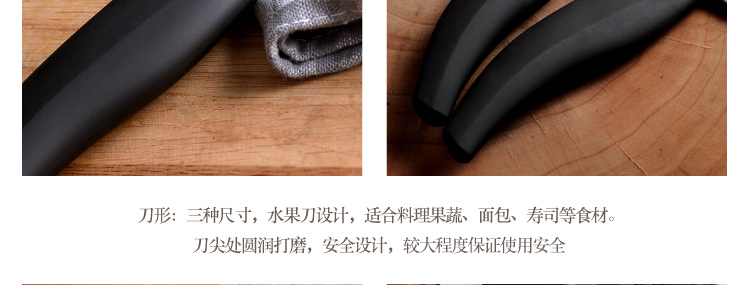 刀形：三种尺寸，水果刀设计，适合料理果蔬、面包、寿司等食材。
刀尖处圆润打磨，安全设计，较大程度保证使用安全